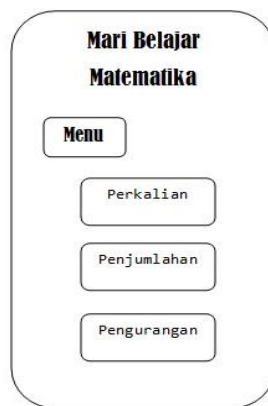 Mari Belajar
Matematika
Menu
Perkalian
Penjumlahan
Pengurangan